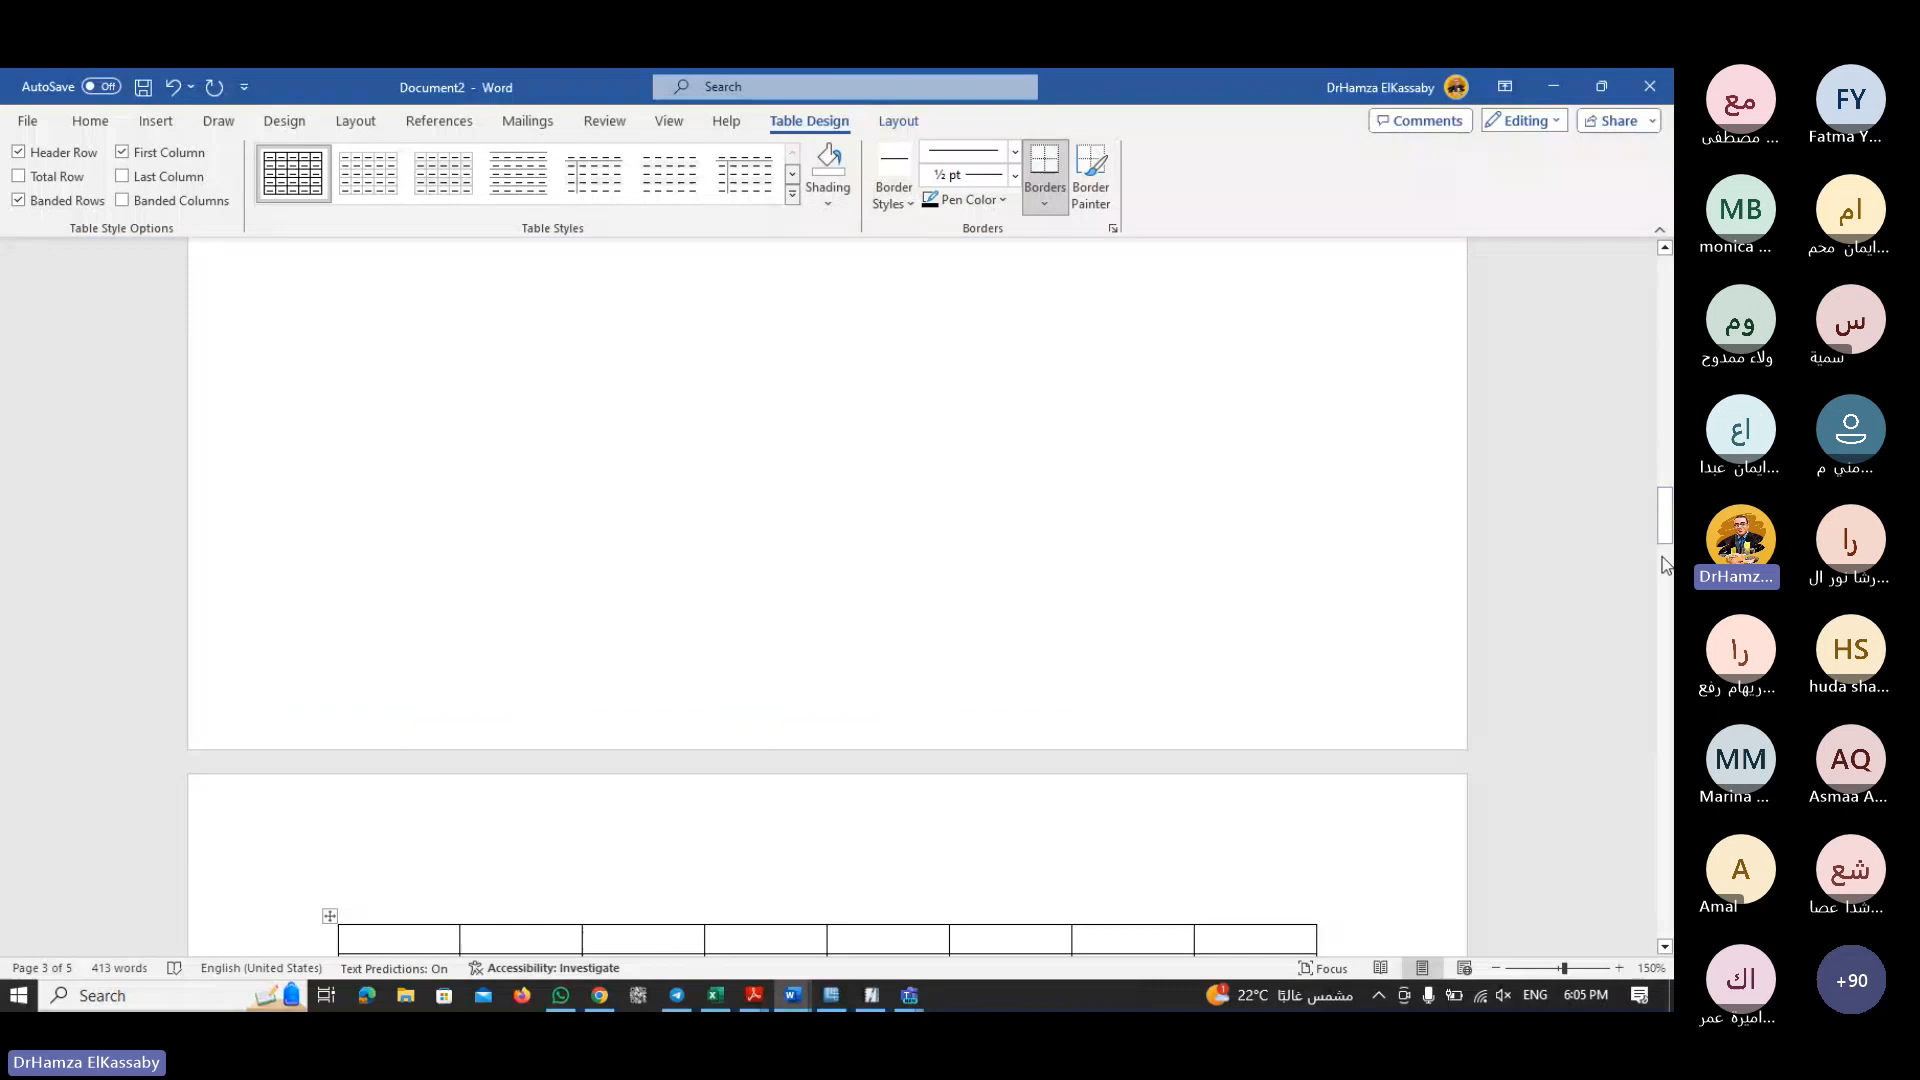 AutoSave Off
Document2 - Word
Search
DrHamza ElKassaby
File Home Insert Draw Design Layout References Mailings Review View Help Table Design Layout
Comments Editing Share
Header Row First Column
Total Row Last Column
Banded Rows Banded Columns
Table Style Options
Table Styles
Shading
Border Styles
½ pt
Pen Color
Borders
Border Painter
Borders
Page 3 of 5 413 words English (United States) Text Predictions: On Accessibility: Investigate Focus 150%
Search
22°C مشمس غالبًا ENG 6:05 PM
DrHamza ElKassaby
مع
مصطفى ...
FY
Fatma Y...
MB
monica ...
ام
ايمان محم...
وم
ولاء ممدوح
س
سمية
اع
ايمان عبدا...
مني م...
DrHamz...
را
رشا نور ال...
را
ريهام رفع...
HS
huda sha...
MM
Marina ...
AQ
Asmaa A...
A
Amal
شع
شدا عصا...
اك
اميرة عمر...
+90